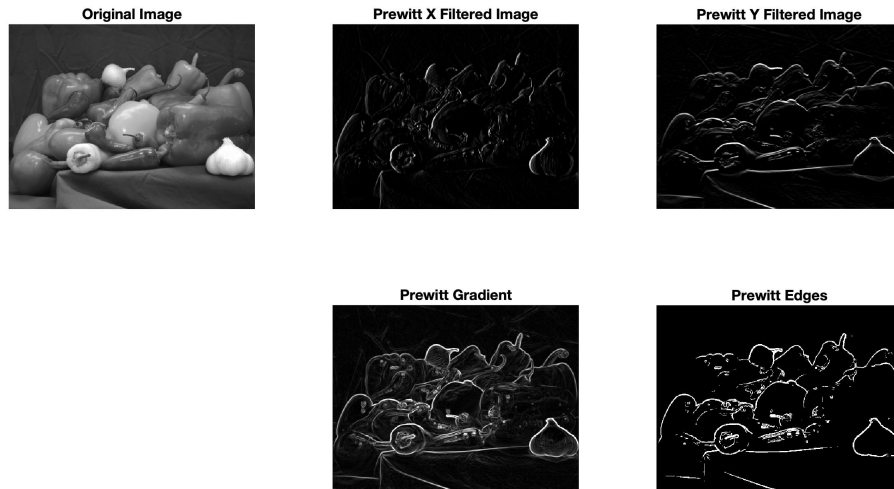 Original Image
Prewitt X Filtered Image
Prewitt Y Filtered Image
Prewitt Gradient
Prewitt Edges